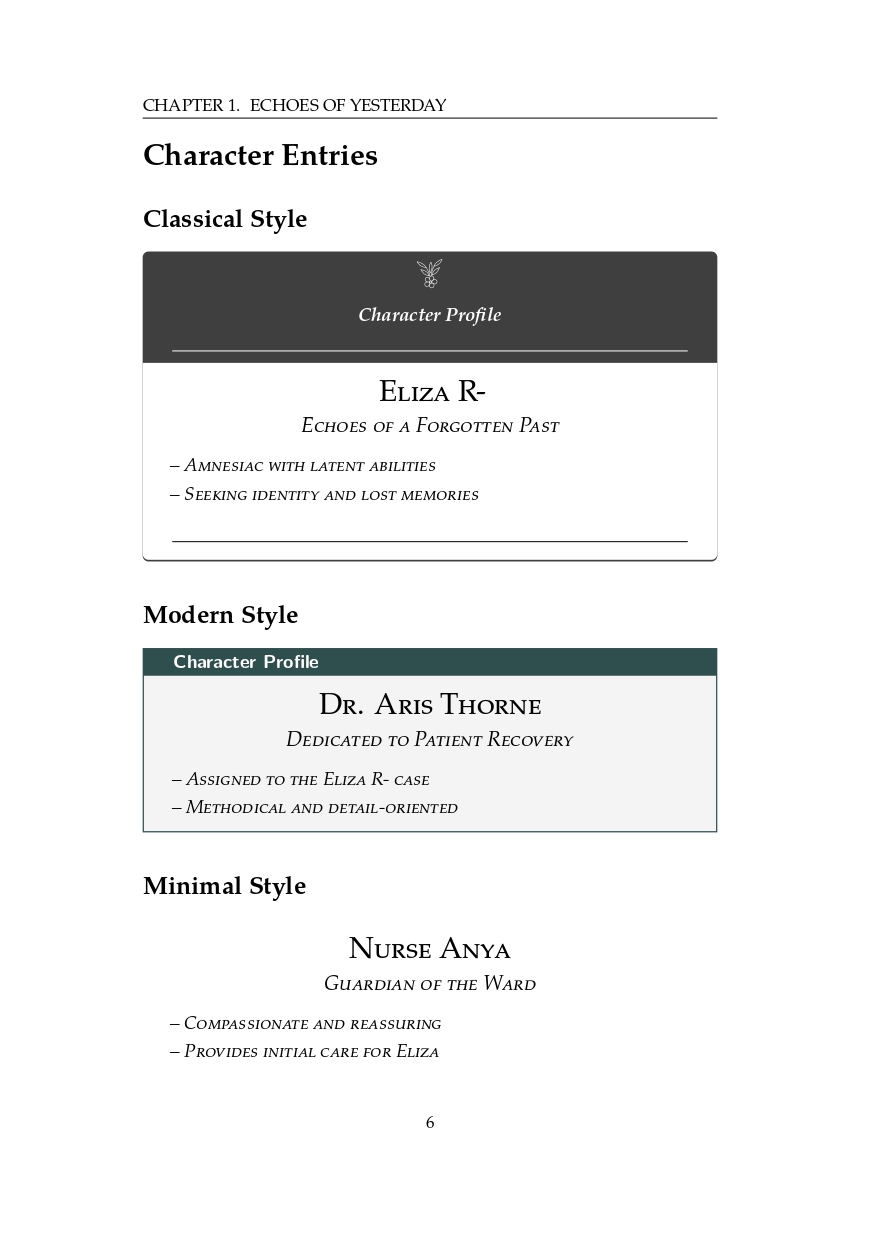 CHAPTER 1. ECHOES OF YESTERDAY
Character Entries
Classical Style
Character Profile
Eliza R-
Echoes of a Forgotten Past
– Amnesiac with latent abilities
– Seeking identity and lost memories
Modern Style
Character Profile
Dr. Aris Thorne
Dedicated to Patient Recovery
– Assigned to the Eliza R- case
– Methodical and detail-oriented
Minimal Style
Nurse Anya
Guardian of the Ward
– Compassionate and reassuring
– Provides initial care for Eliza
6